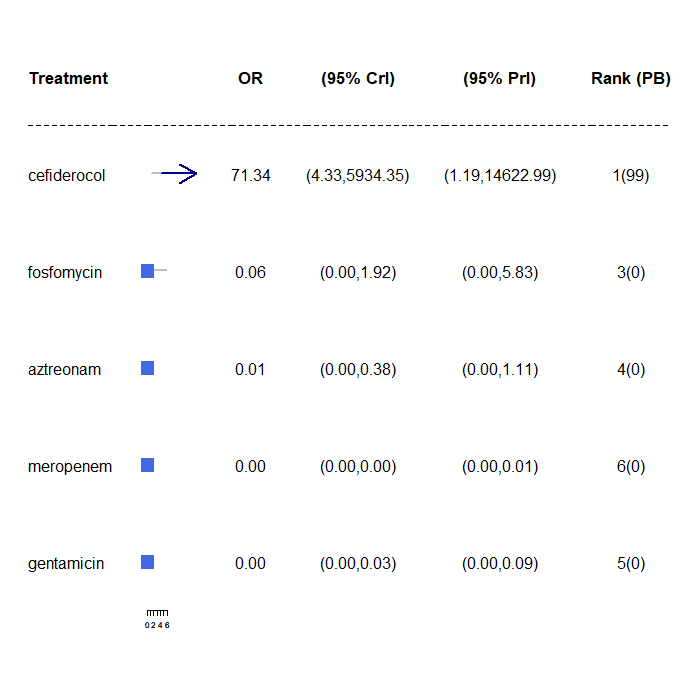 Treatment OR (95% CrI) (95% PrI) Rank (PB)
cefiderocol 71.34 (4.33,5934.35) (1.19,14622.99) 1(99)
fosfomycin 0.06 (0.00,1.92) (0.00,5.83) 3(0)
aztreonam 0.01 (0.00,0.38) (0.00,1.11) 4(0)
meropenem 0.00 (0.00,0.00) (0.00,0.01) 6(0)
gentamicin 0.00 (0.00,0.03) (0.00,0.09) 5(0)
0 2 4 6